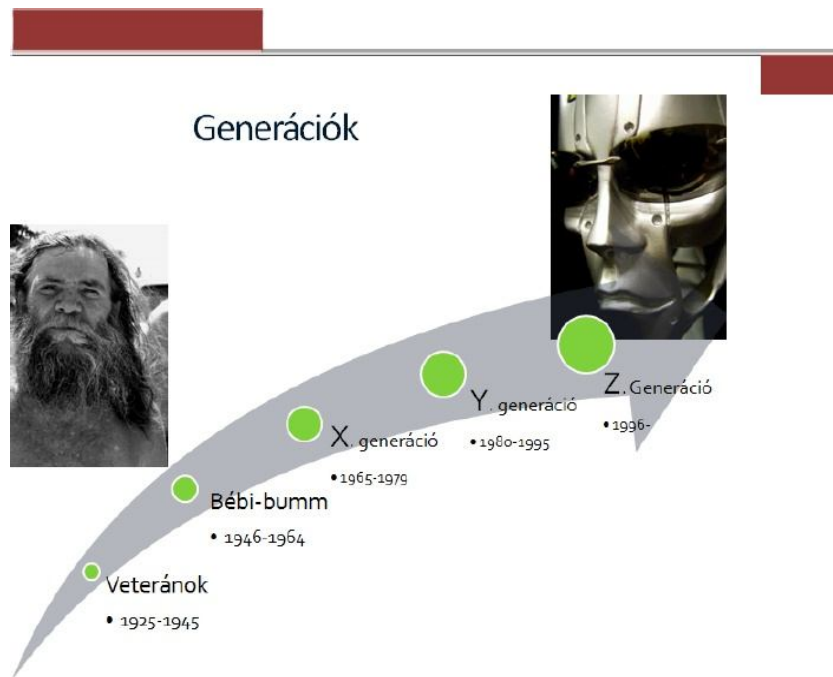 Generációk
Z. Generáció
• 1996-
Y. generáció
• 1980-1995
X. generáció
• 1965-1979
Bébi-bumm
• 1946-1964
Veteránok
• 1925-1945